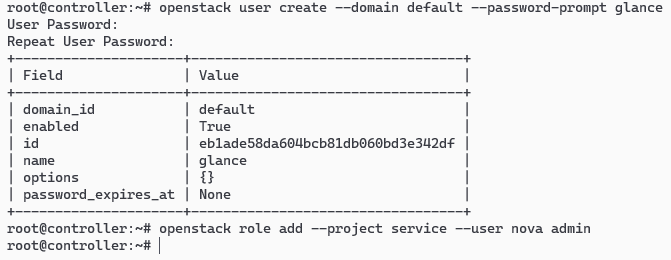 root@controller:~# openstack user create --domain default --password-prompt glance
User Password:
Repeat User Password:
+---------------------+----------------------------------+
| Field               | Value                            |
+---------------------+----------------------------------+
| domain_id           | default                          |
| enabled             | True                             |
| id                  | eb1ade58da604bcb81db060bd3e342df |
| name                | glance                           |
| options             | {}                               |
| password_expires_at | None                             |
+---------------------+----------------------------------+
root@controller:~# openstack role add --project service --user nova admin
root@controller:~#